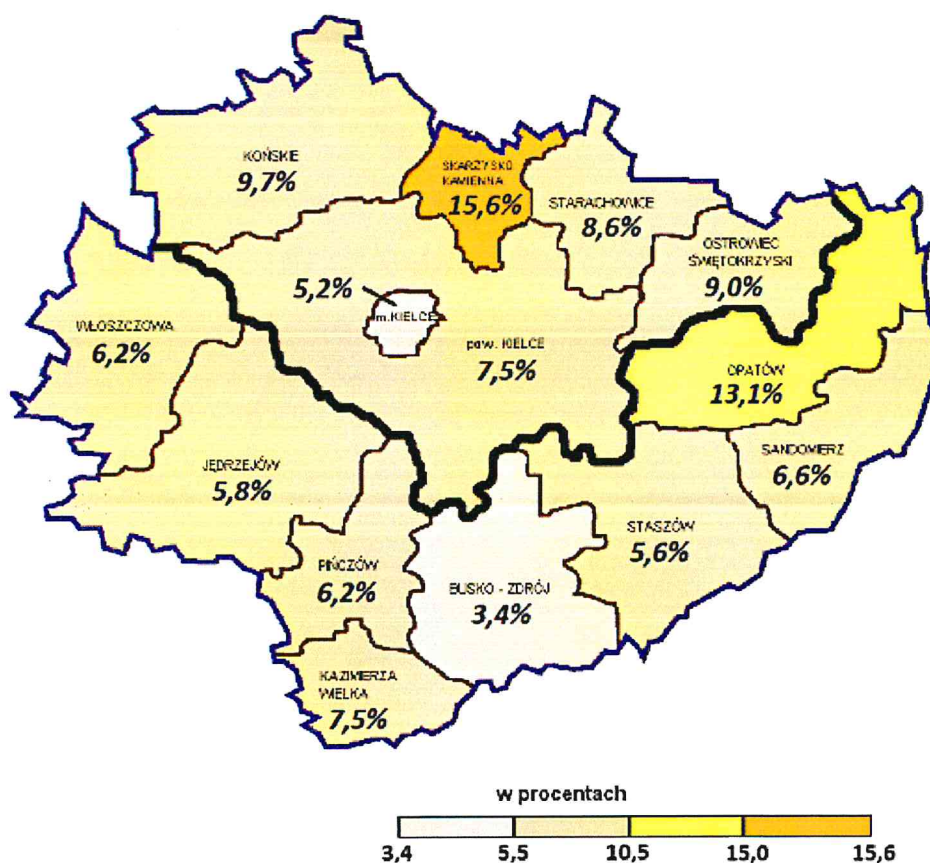 KOŃSKIE
9,7%
SKARŻYSKO
KAMIENNA
15,6%
STARACHOWICE
8,6%
OSTROWIEC
ŚWIĘTOKRZYSKI
9,0%
5,2%
m.KIELCE
WŁOSZCZOWA
6,2%
pow. KIELCE
7,5%
OPATÓW
13,1%
SANDOMIERZ
6,6%
JĘDRZEJÓW
5,8%
STASZÓW
5,6%
PIŃCZÓW
6,2%
BUSKO - ZDRÓJ
3,4%
KAZIMIERZA
WIELKA
7,5%
w procentach
3,4 5,5 10,5 15,0 15,6